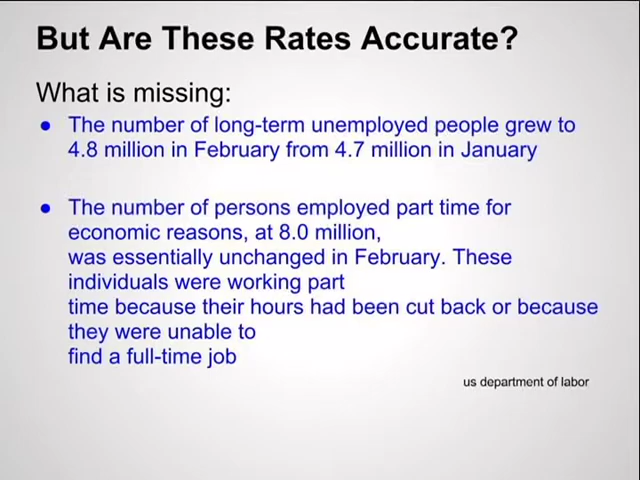 But Are These Rates Accurate?
What is missing:
● The number of long-term unemployed people grew to
4.8 million in February from 4.7 million in January
● The number of persons employed part time for
economic reasons, at 8.0 million,
was essentially unchanged in February. These
individuals were working part
time because their hours had been cut back or because
they were unable to
find a full-time job
us department of labor